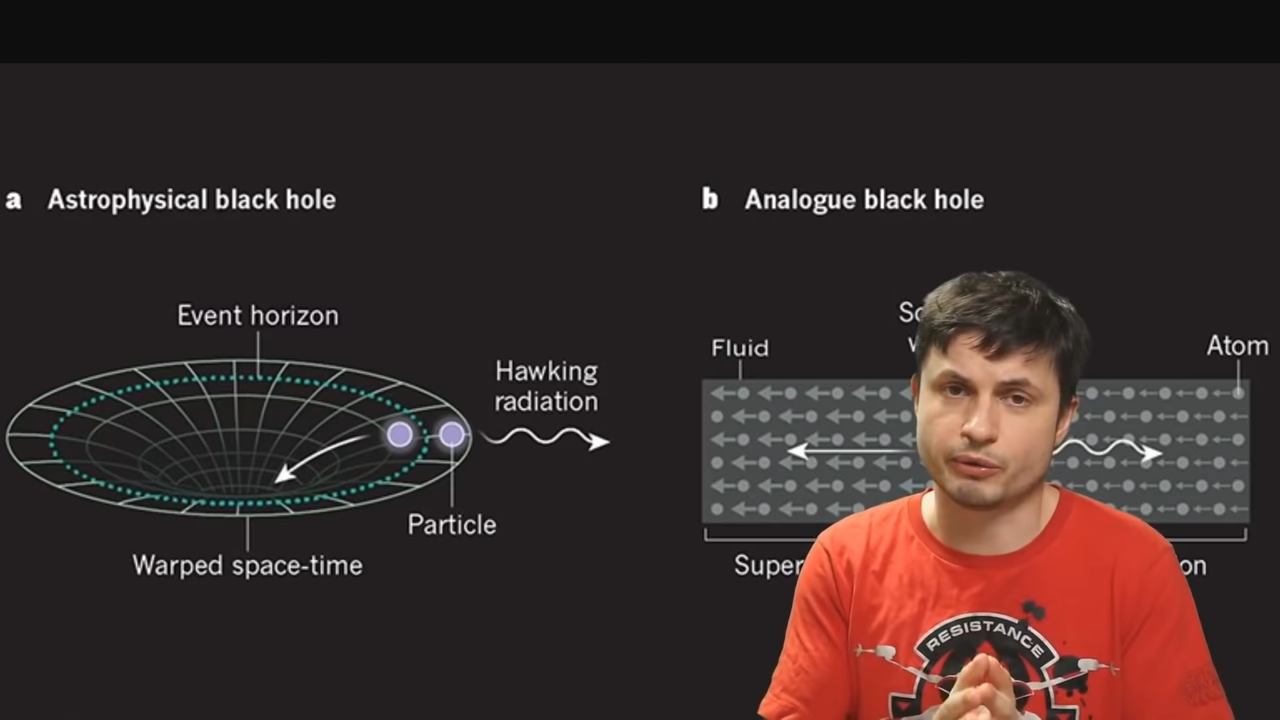 a Astrophysical black hole
b Analogue black hole
Event horizon
Hawking
radiation
Particle
Warped space-time
Fluid
Atom
RESISTANCE